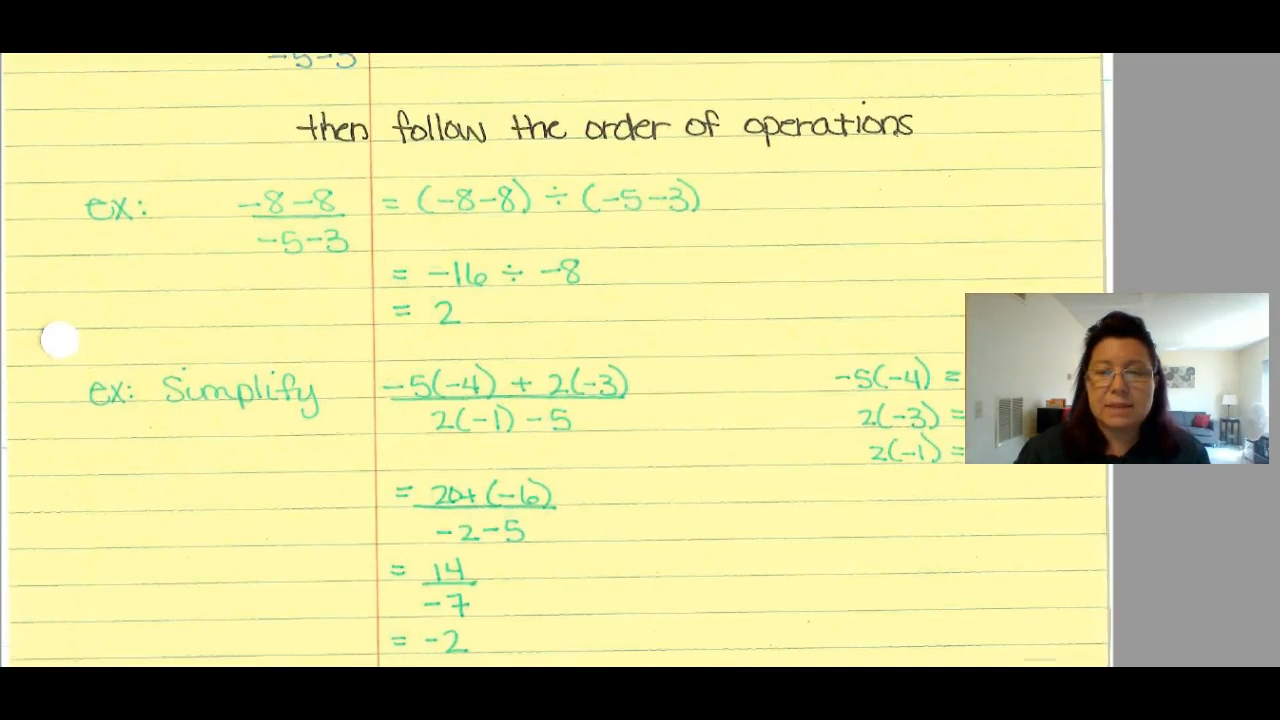 -5-3
then follow the order of operations
ex: -8-8 = (-8-8) ÷ (-5-3)
-5-3
= -16 ÷ -8
= 2
ex: Simplify -5(-4) + 2(-3)
2(-1) - 5
-5(-4) =
2(-3) =
2(-1) =
= 20+(-6)
-2-5
= 14
-7
= -2